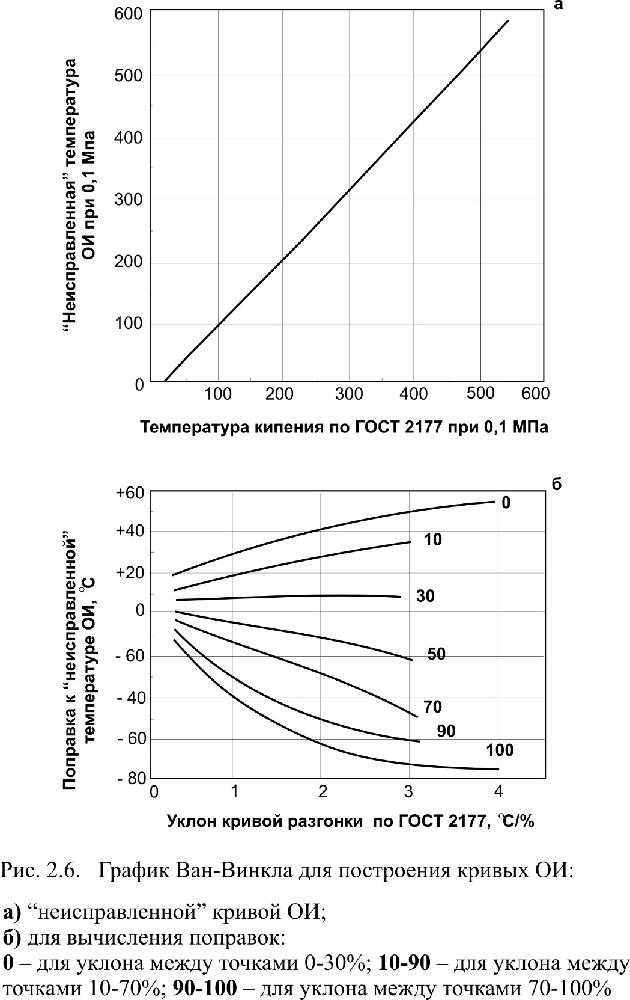 а
600
500
400
300
200
100
0
“Неисправленная” температура
ОИ при 0,1 Мпа
100 200 300 400 500 600
Температура кипения по ГОСТ 2177 при 0,1 МПа
б
+60
+40
+20
0
- 60
- 40
- 60
- 80
Поправка к “неисправленной”
температуре ОИ, °С
0
10
30
50
70
90
100
0 1 2 3 4
Уклон кривой разгонки по ГОСТ 2177, °С/%
Рис. 2.6. График Ван-Винкла для построения кривых ОИ:
а) “неисправленной” кривой ОИ;
б) для вычисления поправок:
0 – для уклона между точками 0-30%; 10-90 – для уклона между
точками 10-70%; 90-100 – для уклона между точками 70-100%